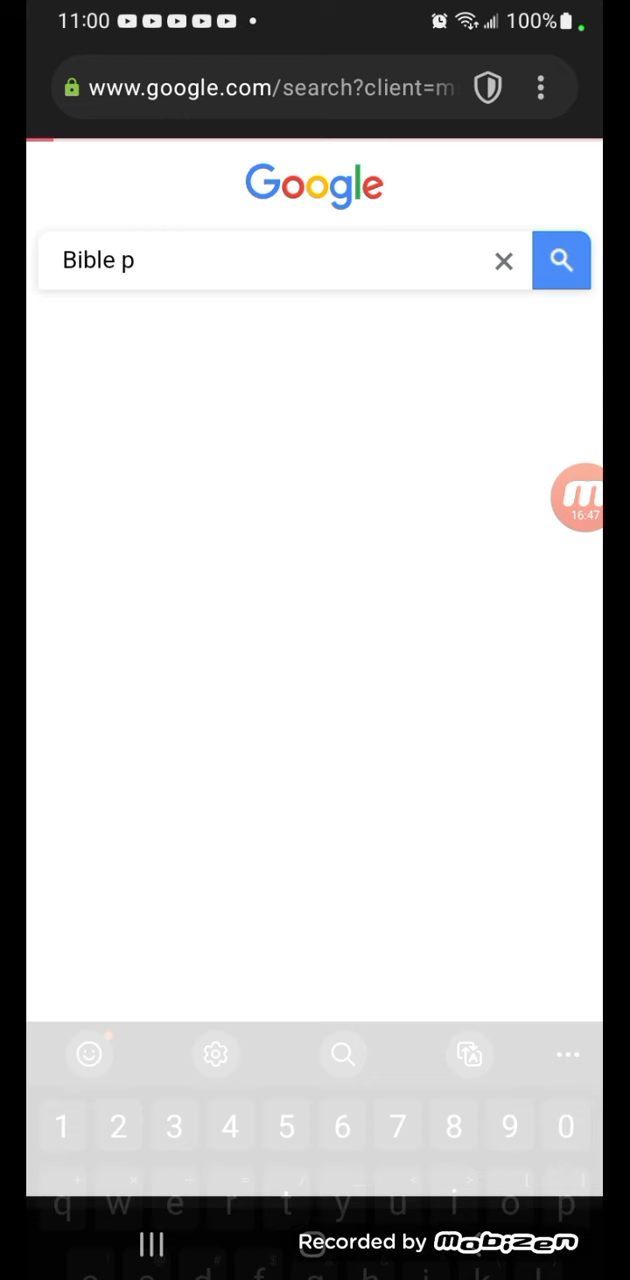 11:00 100%
www.google.com/search?client=m
Google
Bible p
m
16:47
1 2 3 4 5 6 7 8 9 0
q w e r t y u i o p
Recorded by mobizen